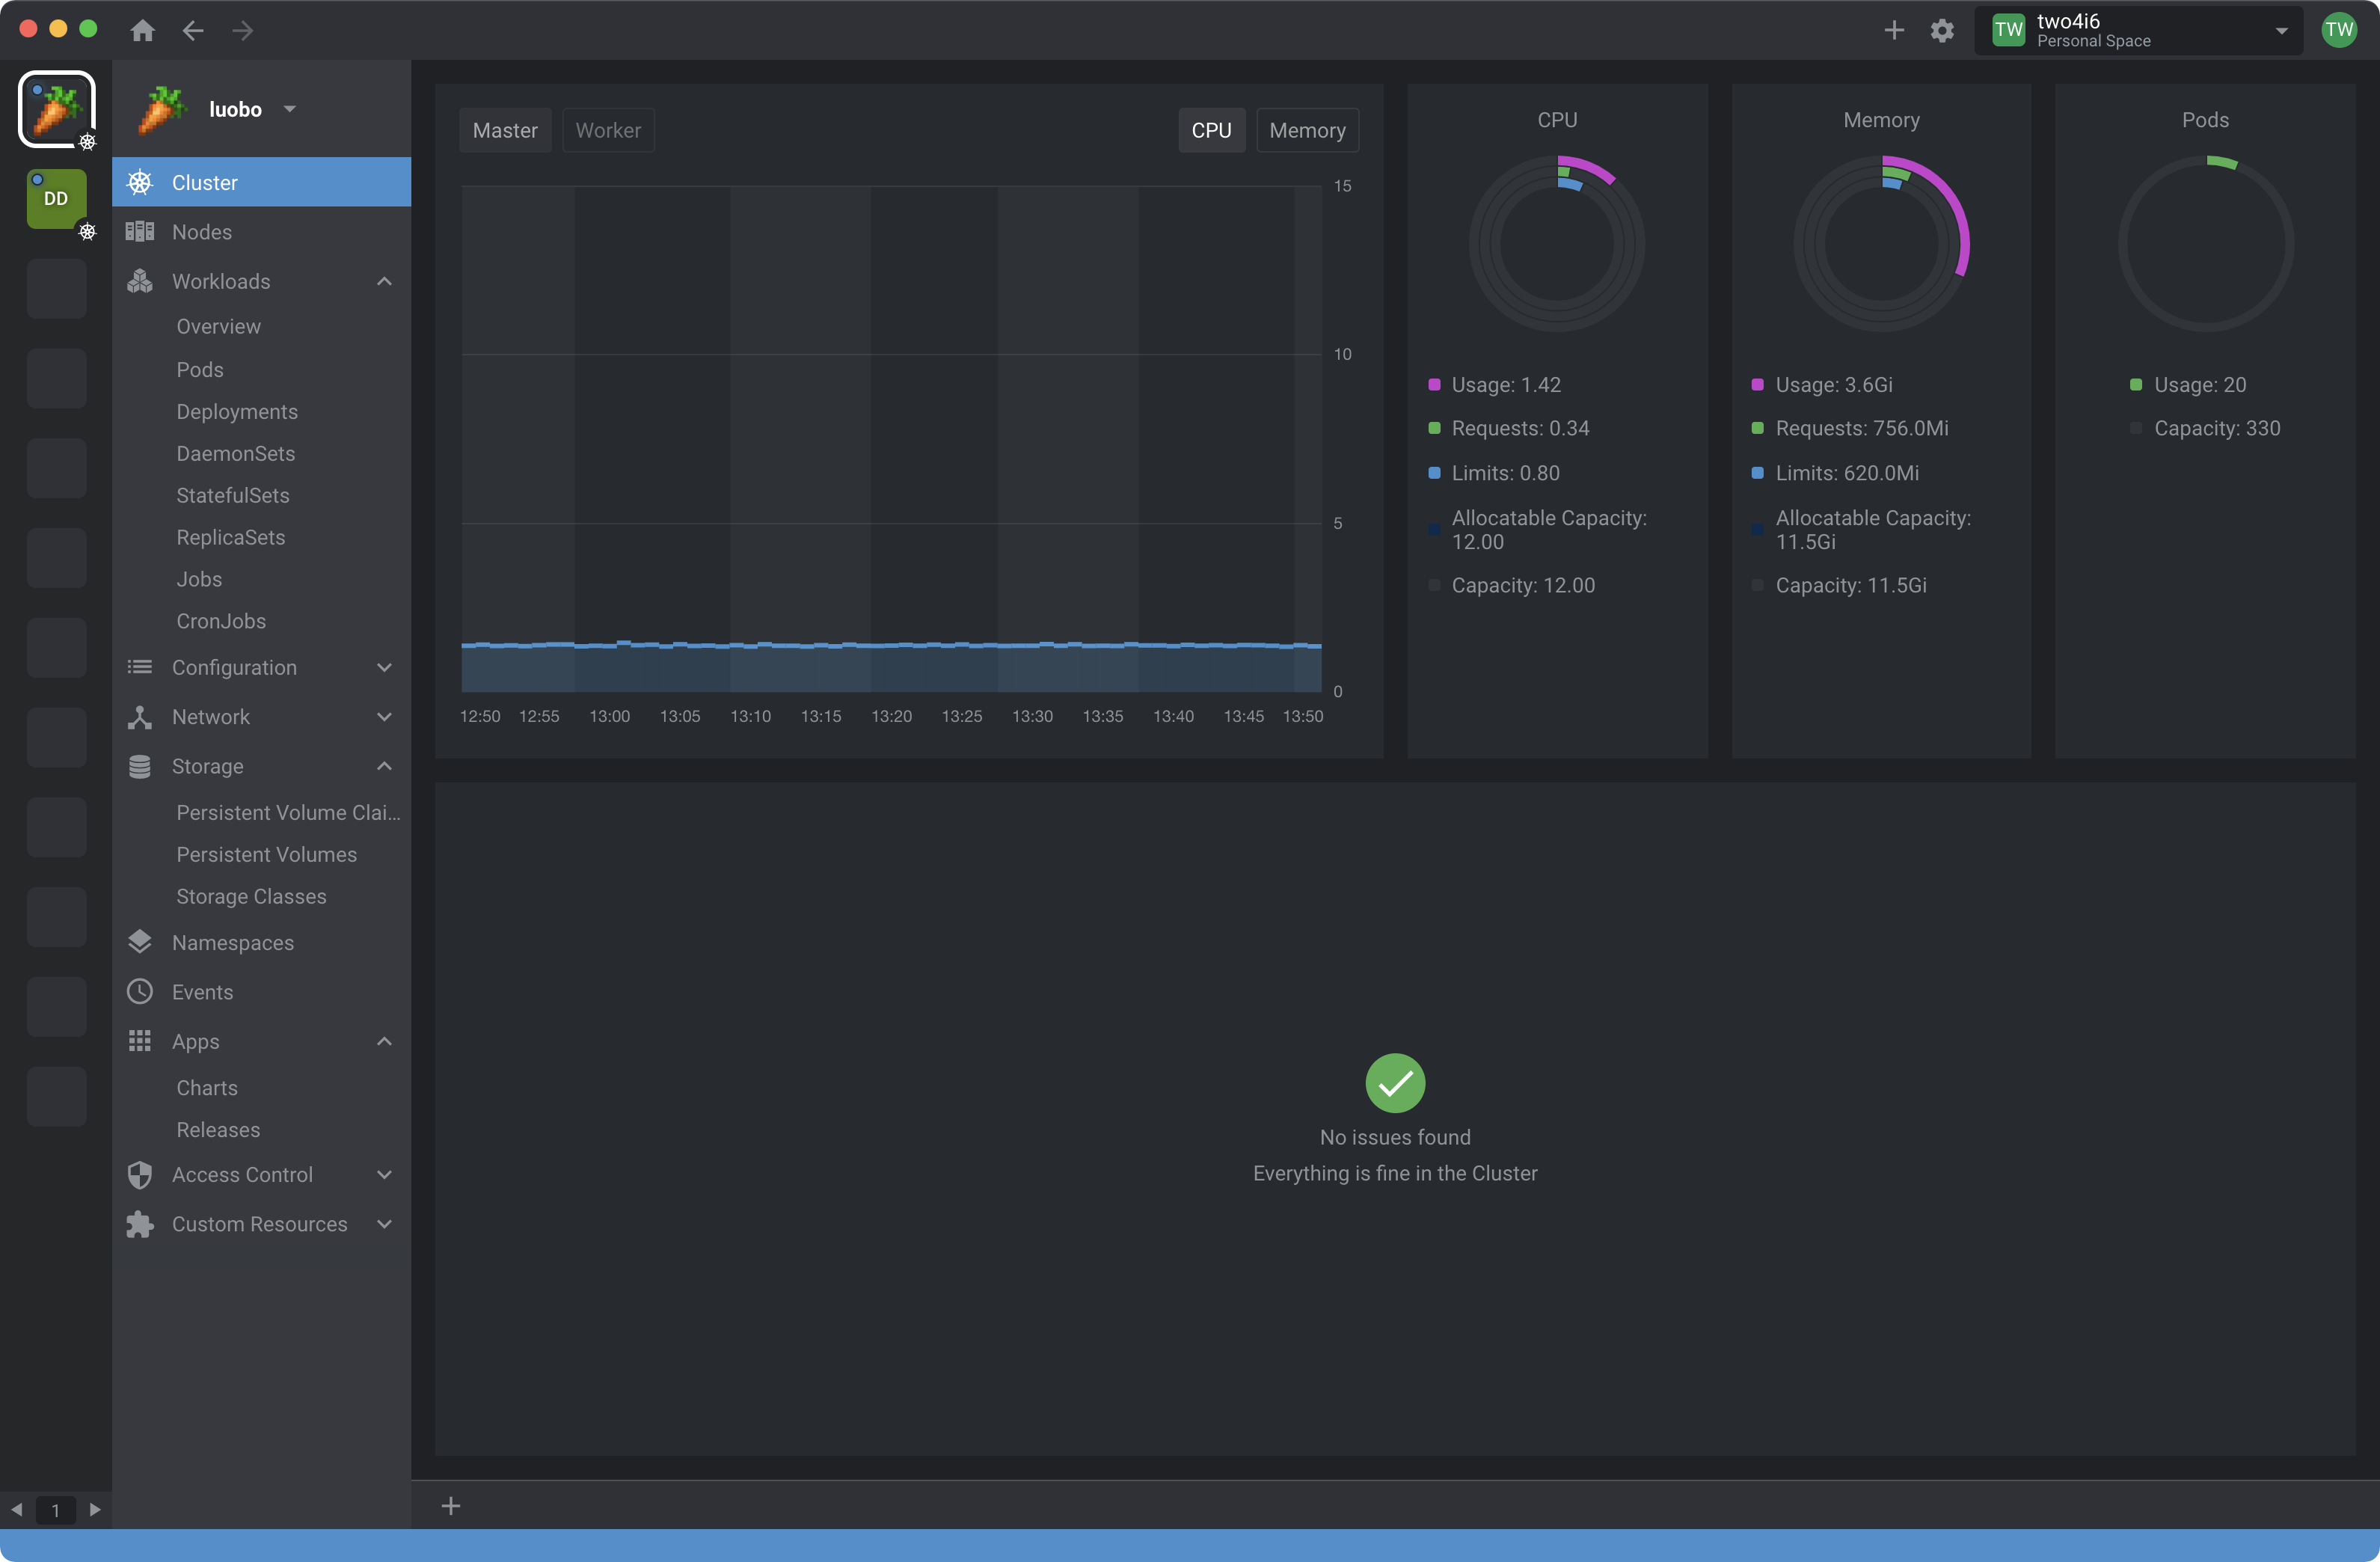 TW
two4i6
Personal Space
TW
luobo
DD
Cluster
Nodes
Workloads
Overview
Pods
Deployments
DaemonSets
StatefulSets
ReplicaSets
Jobs
CronJobs
Configuration
Network
Storage
Persistent Volume Clai...
Persistent Volumes
Storage Classes
Namespaces
Events
Apps
Charts
Releases
Access Control
Custom Resources
1
Master
Worker
CPU
Memory
15
10
5
0
12:50 12:55 13:00 13:05 13:10 13:15 13:20 13:25 13:30 13:35 13:40 13:45 13:50
CPU
Usage: 1.42
Requests: 0.34
Limits: 0.80
Allocatable Capacity:
12.00
Capacity: 12.00
Memory
Usage: 3.6Gi
Requests: 756.0Mi
Limits: 620.0Mi
Allocatable Capacity:
11.5Gi
Capacity: 11.5Gi
Pods
Usage: 20
Capacity: 330
No issues found
Everything is fine in the Cluster